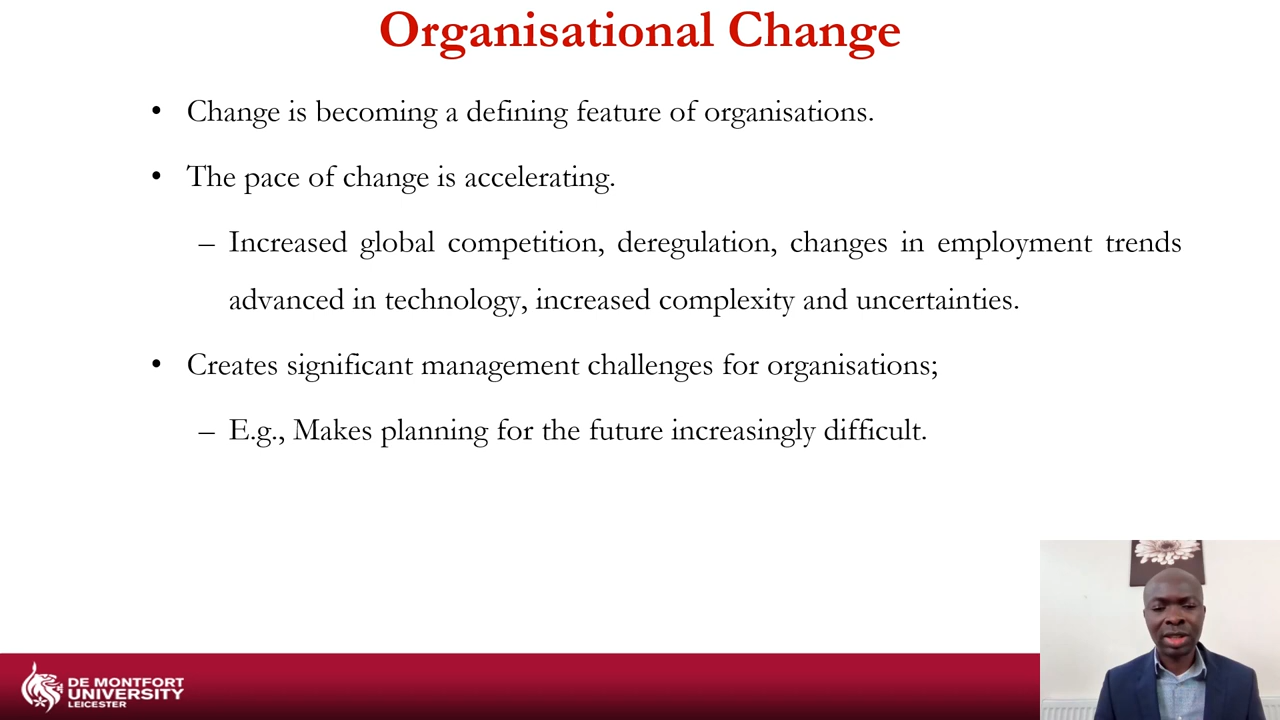 Organisational Change
• Change is becoming a defining feature of organisations.
• The pace of change is accelerating.
– Increased global competition, deregulation, changes in employment trends
advanced in technology, increased complexity and uncertainties.
• Creates significant management challenges for organisations;
– E.g., Makes planning for the future increasingly difficult.
DE MONTFORT
UNIVERSITY
LEICESTER